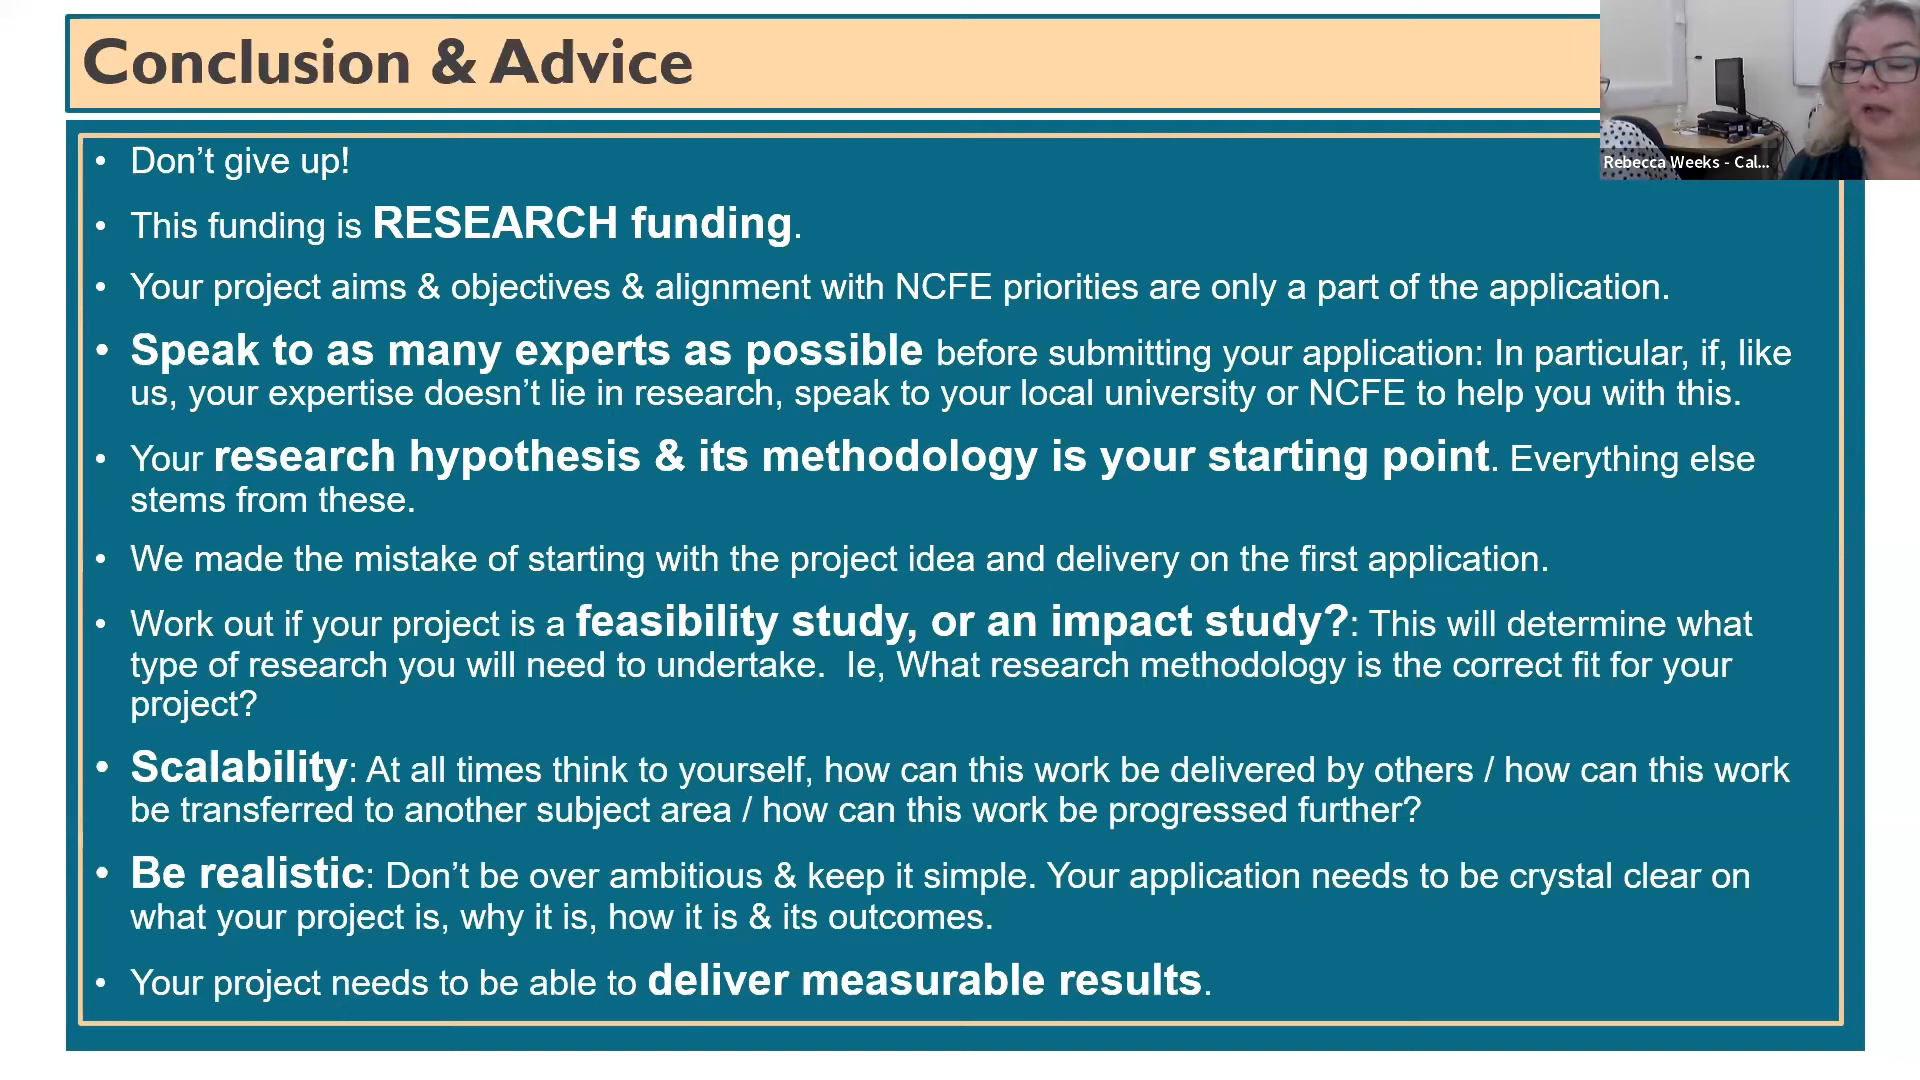 Conclusion & Advice
Rebecca Weeks - Cal...
• Don’t give up!
• This funding is RESEARCH funding.
• Your project aims & objectives & alignment with NCFE priorities are only a part of the application.
• Speak to as many experts as possible before submitting your application: In particular, if, like
us, your expertise doesn’t lie in research, speak to your local university or NCFE to help you with this.
• Your research hypothesis & its methodology is your starting point. Everything else
stems from these.
• We made the mistake of starting with the project idea and delivery on the first application.
• Work out if your project is a feasibility study, or an impact study?: This will determine what
type of research you will need to undertake.  Ie, What research methodology is the correct fit for your
project?
• Scalability: At all times think to yourself, how can this work be delivered by others / how can this work
be transferred to another subject area / how can this work be progressed further?
• Be realistic: Don’t be over ambitious & keep it simple. Your application needs to be crystal clear on
what your project is, why it is, how it is & its outcomes.
• Your project needs to be able to deliver measurable results.